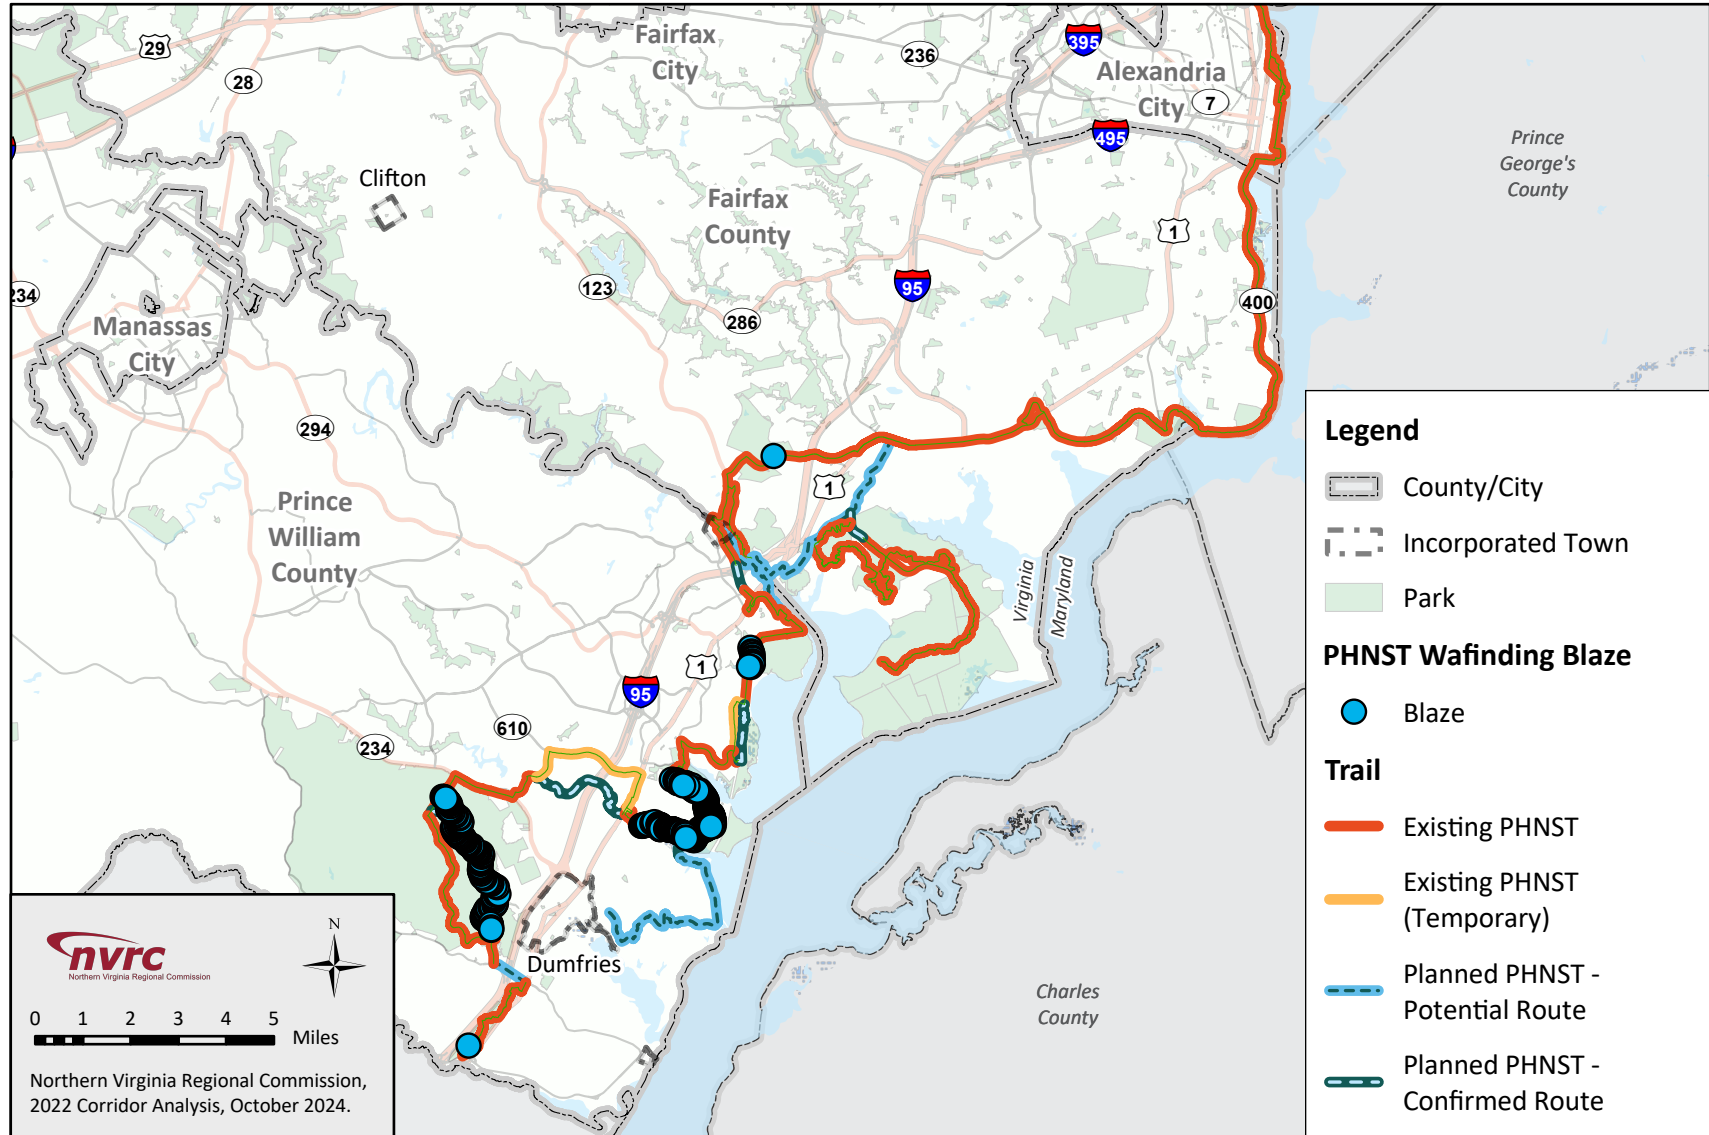 Fairfax
City
395
236
29
28
Alexandria
City
7
495
Prince
George's
County
Clifton
Fairfax
County
1
95
123
400
234
286
Manassas
City
294
1
Prince
William
County
Virginia
Maryland
1
95
610
234
Dumfries
Charles
County
Legend
County/City
Incorporated Town
Park
PHNST Wafinding Blaze
Blaze
Trail
Existing PHNST
Existing PHNST
(Temporary)
Planned PHNST -
Potential Route
Planned PHNST -
Confirmed Route
nvrc
Northern Virginia Regional Commission
N
0 1 2 3 4 5
Miles
Northern Virginia Regional Commission,
2022 Corridor Analysis, October 2024.